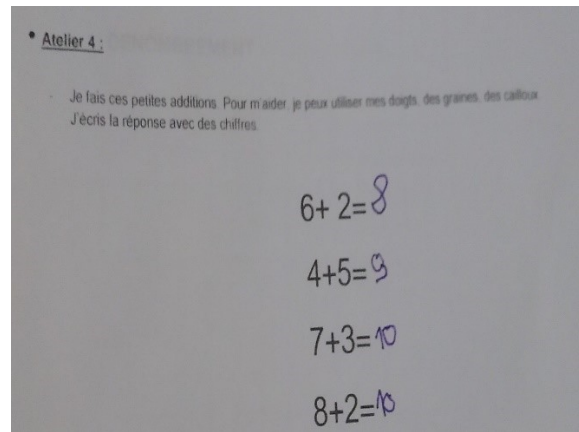 • Atelier 4 :
- Je fais ces petites additions. Pour m'aider, je peux utiliser mes doigts, des graines, des cailloux.
J'écris la réponse avec des chiffres.
6+ 2=8
4+5=9
7+3=10
8+2=10